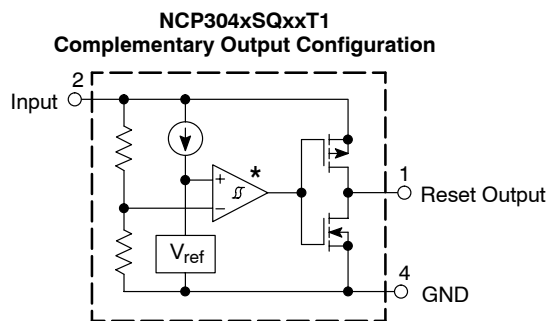 NCP304xSQxxT1
Complementary Output Configuration
2
Input
*
+
−
1
Reset Output
Vref
4
GND